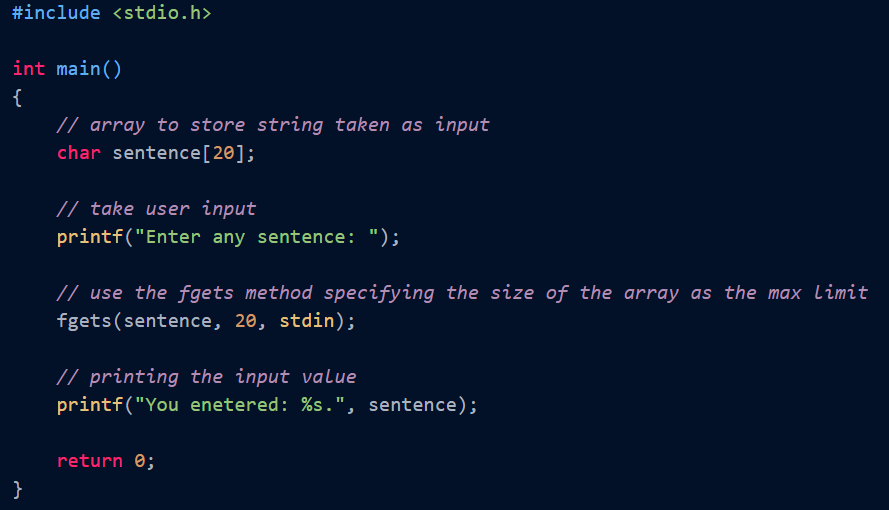 #include <stdio.h>
int main()
{
// array to store string taken as input
char sentence[20];
// take user input
printf("Enter any sentence: ");
// use the fgets method specifying the size of the array as the max limit
fgets(sentence, 20, stdin);
// printing the input value
printf("You enetered: %s.", sentence);
return 0;
}